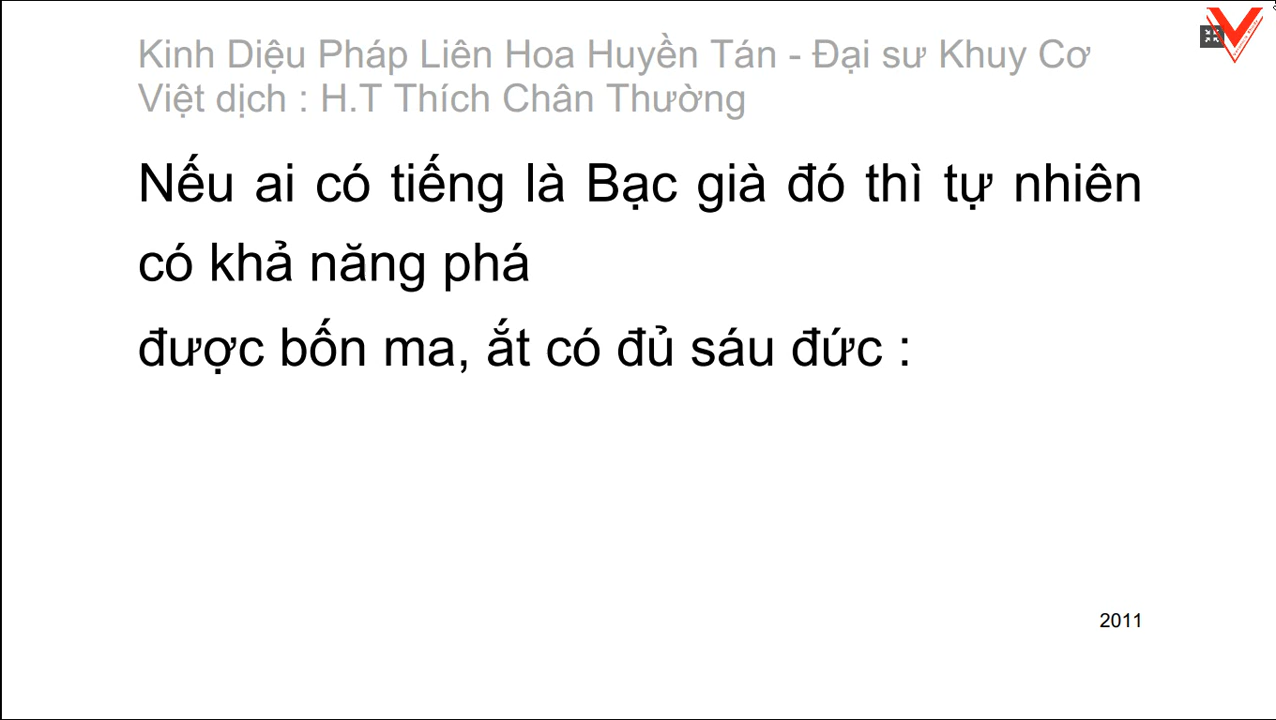 Kinh Diệu Pháp Liên Hoa Huyền Tán - Đại sư Khuy Cơ
Việt dịch : H.T Thích Chân Thường
Nếu ai có tiếng là Bạc già đó thì tự nhiên
có khả năng phá
được bốn ma, ắt có đủ sáu đức :
2011